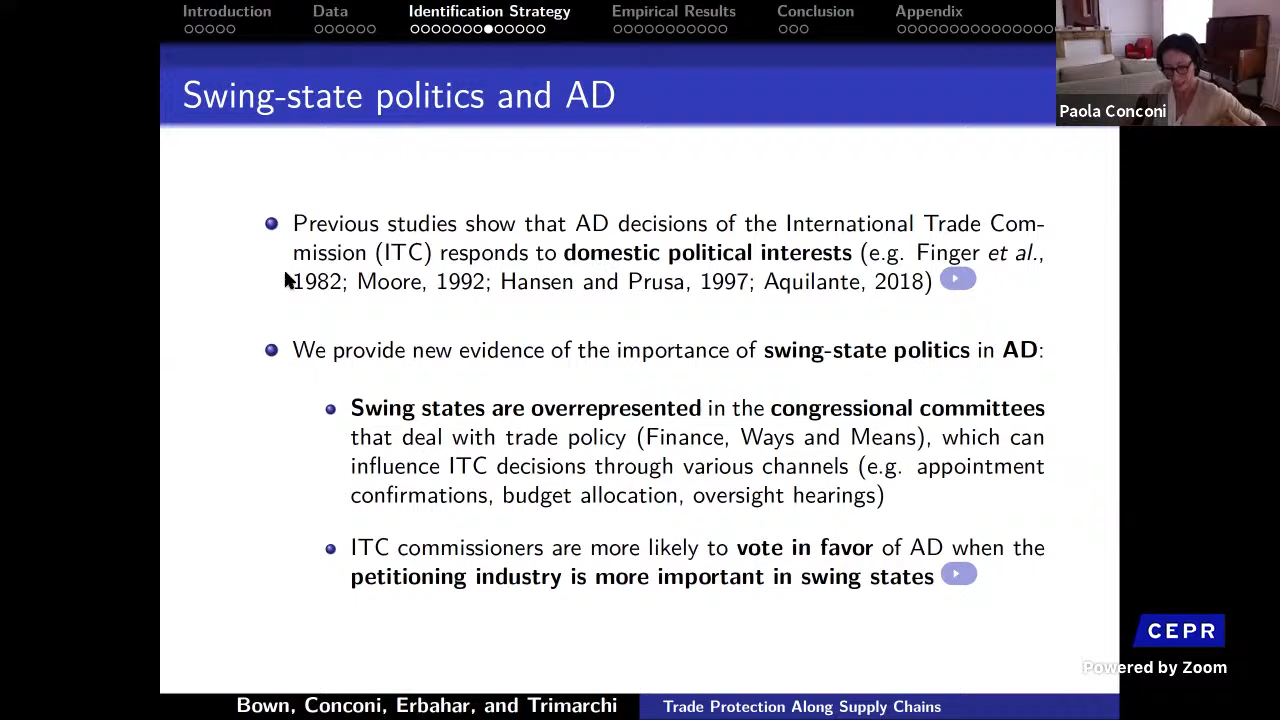 Introduction Data Identification Strategy Empirical Results Conclusion Appendix
Paola Conconi
Swing-state politics and AD
Previous studies show that AD decisions of the International Trade Com-
mission (ITC) responds to domestic political interests (e.g. Finger et al.,
1982; Moore, 1992; Hansen and Prusa, 1997; Aquilante, 2018)
We provide new evidence of the importance of swing-state politics in AD:
Swing states are overrepresented in the congressional committees
that deal with trade policy (Finance, Ways and Means), which can
influence ITC decisions through various channels (e.g. appointment
confirmations, budget allocation, oversight hearings)
ITC commissioners are more likely to vote in favor of AD when the
petitioning industry is more important in swing states
CEPR
Powered by Zoom
Bown, Conconi, Erbahar, and Trimarchi Trade Protection Along Supply Chains